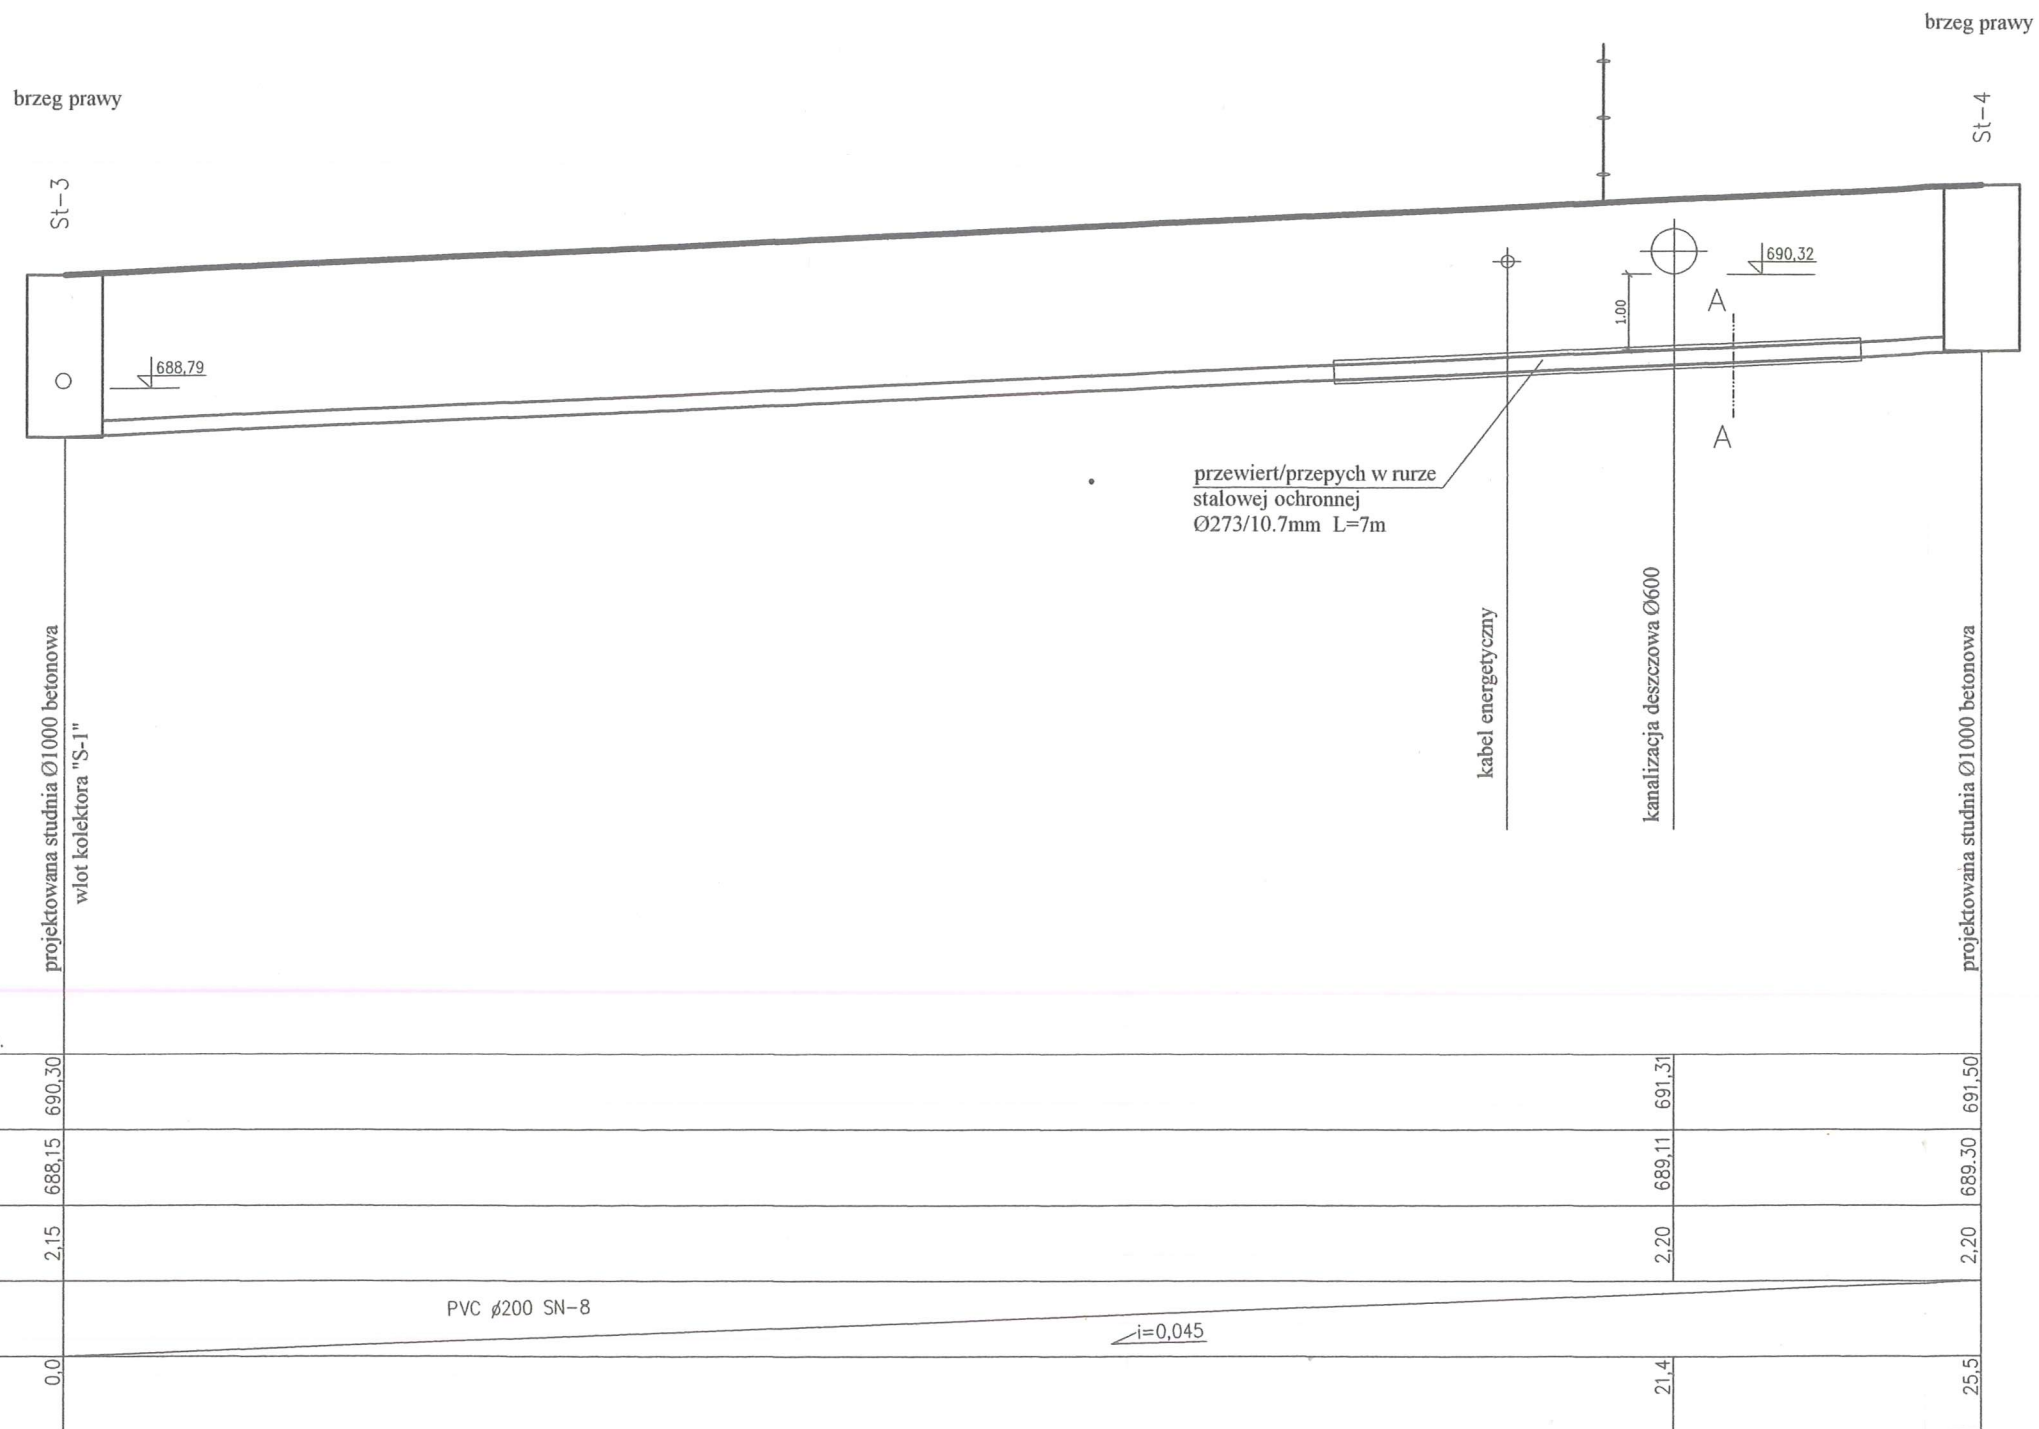 brzeg prawy
brzeg prawy
St-4
St-3
690,32
A
1.00
688,79
A
przewiert/przepych w rurze
stalowej ochronnej
Ø273/10.7mm L=7m
projektowana studnia Ø1000 betonowa
wlot kolektora "S-1"
kabel energetyczny
kanalizacja deszczowa Ø600
projektowana studnia Ø1000 betonowa
690,30
691,31
691,50
688,15
689,11
689.30
2,15
2,20
2,20
PVC ø200 SN-8
i=0,045
0,0
21,4
25,5